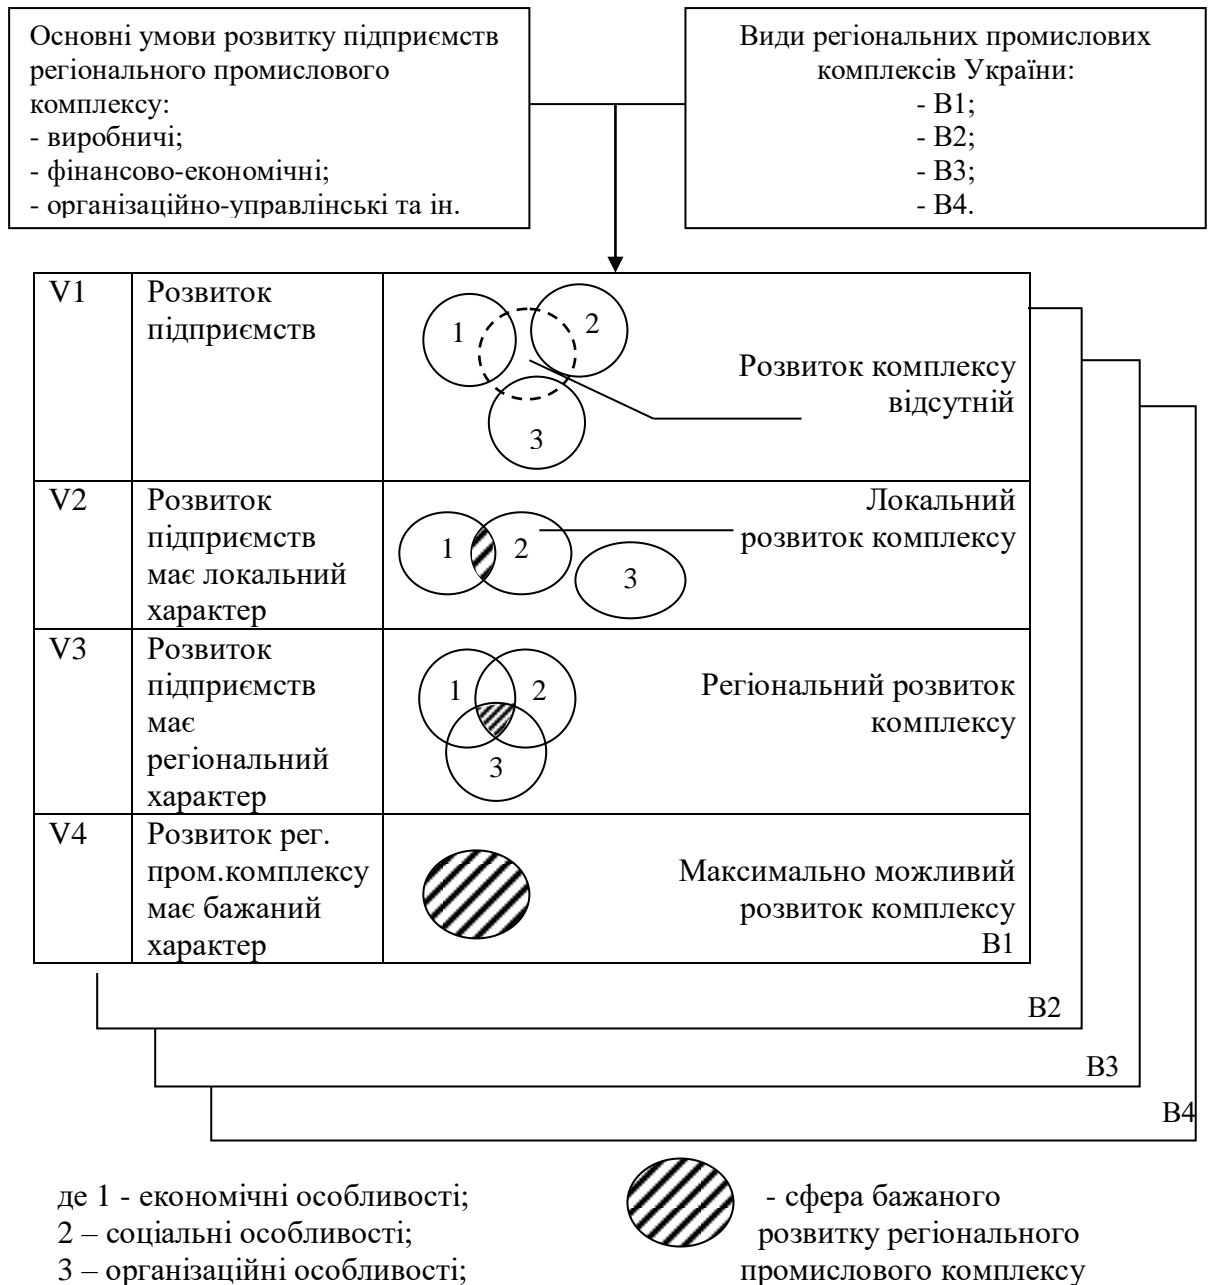 Основні умови розвитку підприємств
регіонального промислового
комплексу:
- виробничі;
- фінансово-економічні;
- організаційно-управлінські та ін.
Види регіональних промислових
комплексів України:
- В1;
- В2;
- В3;
- В4.
V1
Розвиток
підприємств
1
2
3
Розвиток комплексу
відсутній
V2
Розвиток
підприємств
має локальний
характер
1
2
3
Локальний
розвиток комплексу
V3
Розвиток
підприємств
має
регіональний
характер
1
2
3
Регіональний розвиток
комплексу
V4
Розвиток рег.
пром.комплексу
має бажаний
характер
Максимально можливий
розвиток комплексу
В1
В2
В3
В4
де 1 - економічні особливості;
2 – соціальні особливості;
3 – організаційні особливості;
- сфера бажаного
розвитку регіонального
промислового комплексу